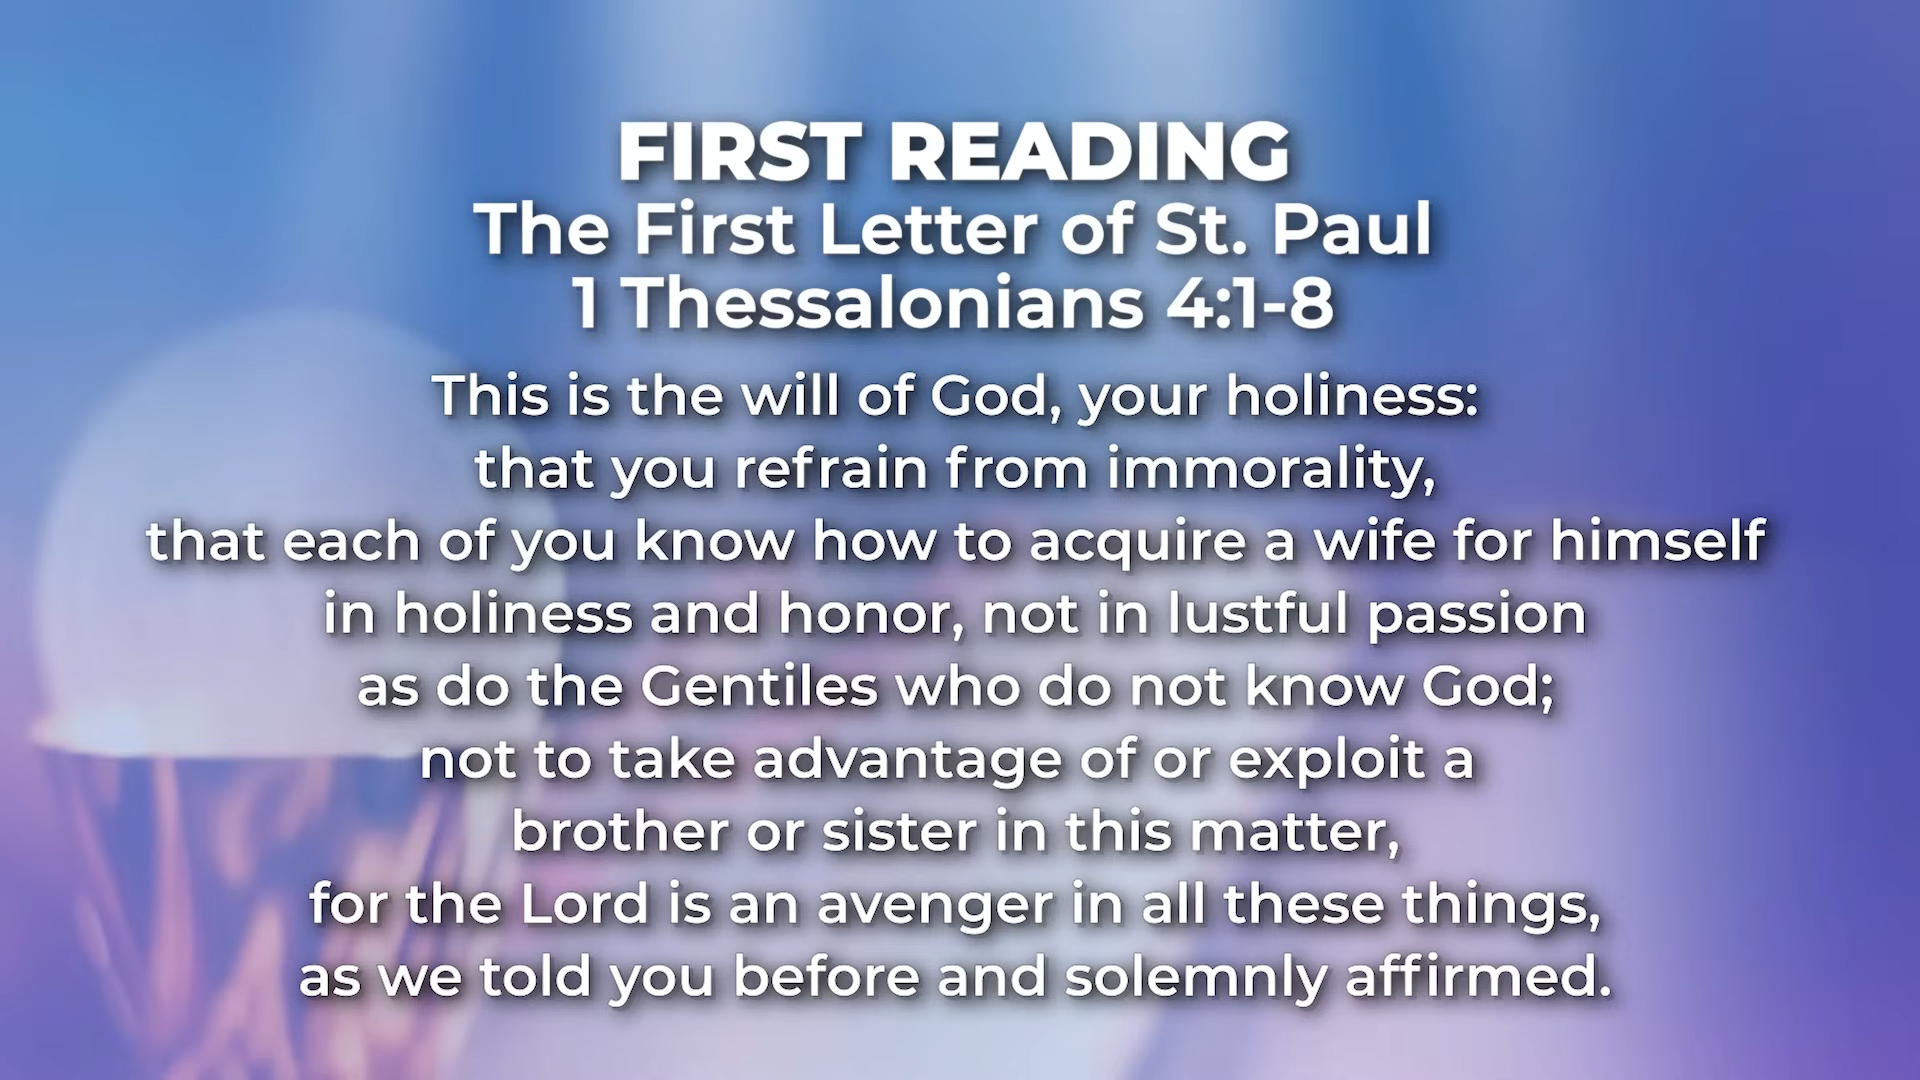 FIRST READING
The First Letter of St. Paul
1 Thessalonians 4:1-8
This is the will of God, your holiness:
that you refrain from immorality,
that each of you know how to acquire a wife for himself
in holiness and honor, not in lustful passion
as do the Gentiles who do not know God;
not to take advantage of or exploit a
brother or sister in this matter,
for the Lord is an avenger in all these things,
as we told you before and solemnly affirmed.